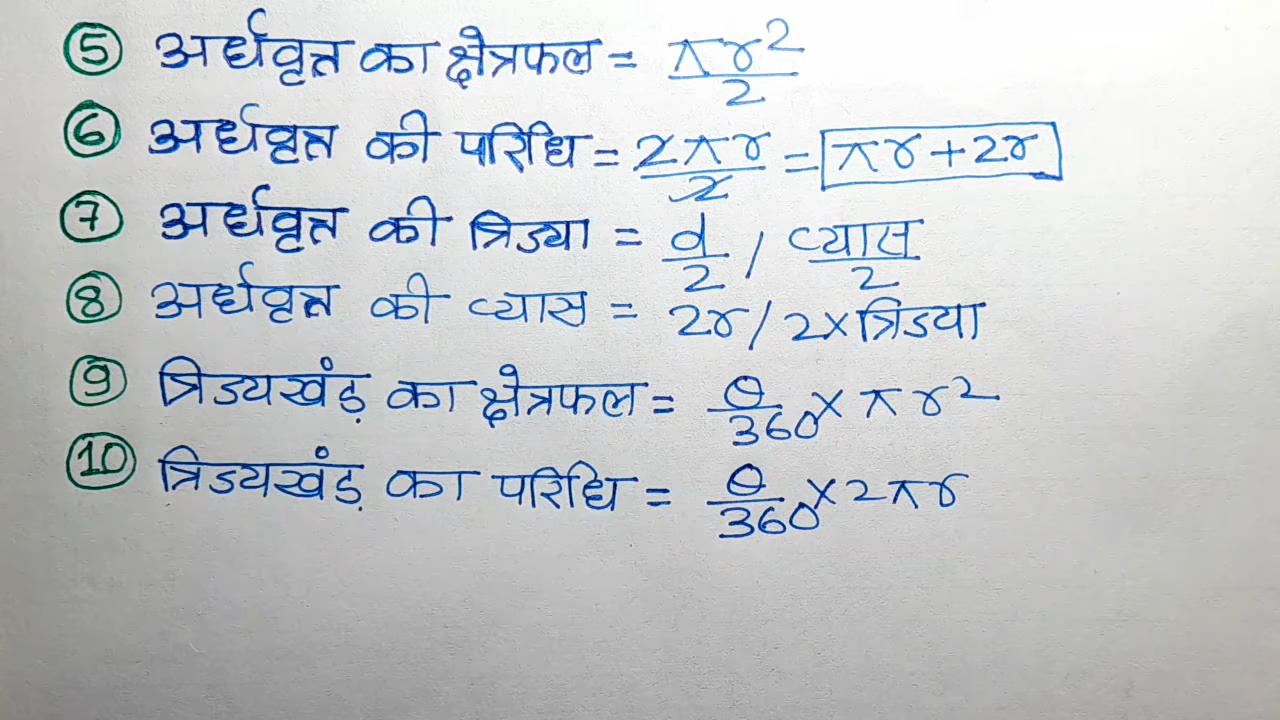 ⑤ अर्धवृत्त का क्षेत्रफल = πr²/2
⑥ अर्धवृत्त की परिधि = 2πr/2 = πr+2r
⑦ अर्धवृत्त की त्रिज्या = d/2 / व्यास/2
⑧ अर्धवृत्त की व्यास = 2r/2×त्रिज्या
⑨ त्रिज्यखंड़ का क्षेत्रफल = θ/360 × πr²
⑩ त्रिज्यखंड़ का परिधि = θ/360 × 2πr